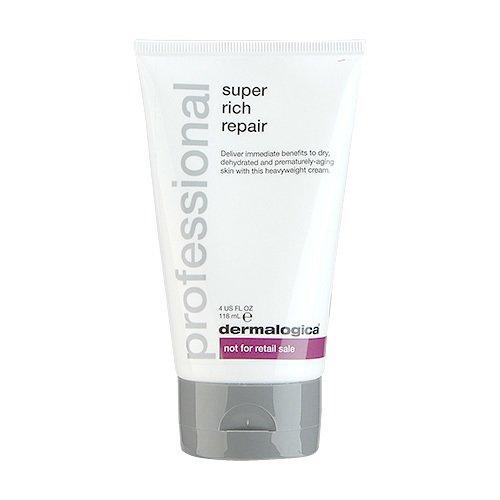 professional
super
rich
repair
Deliver immediate benefits to dry,
dehydrated and prematurely-aging
skin with this heavyweight cream.
4 US FL OZ
118 mL ℮
dermalogica
not for retail sale